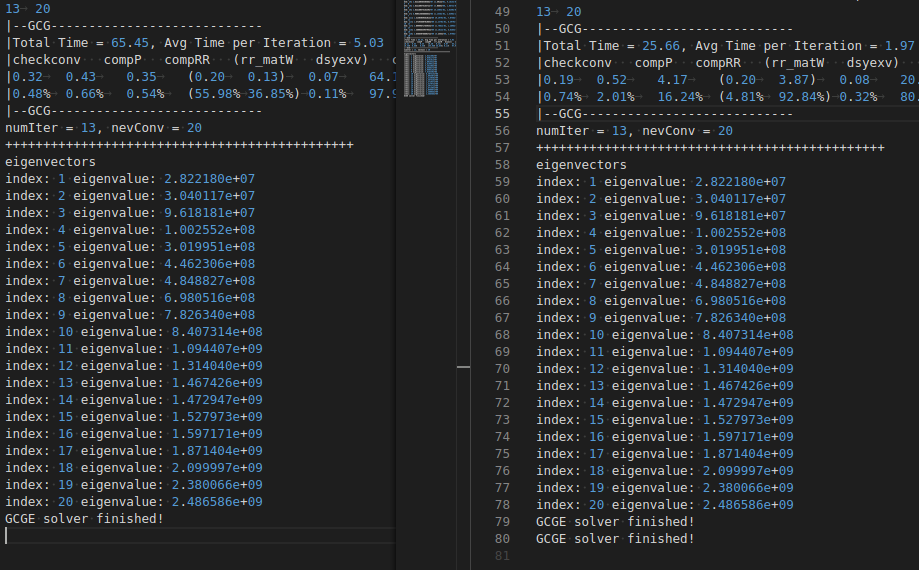 13→ 20
|--GCG----------------------------
|Total Time = 65.45, Avg Time per Iteration = 5.03
|checkconv   compP   compRR   (rr_matW   dsyexv)
|0.32→ 0.43→ 0.35→ (0.20→ 0.13)→ 0.07→ 64.1
|0.48%→ 0.66%→ 0.54%→ (55.98%→36.85%)→0.11%→ 97.9
|--GCG----------------------------
numIter = 13, nevConv = 20
++++++++++++++++++++++++++++++++++++++++++++++
eigenvectors
index: 1 eigenvalue: 2.822180e+07
index: 2 eigenvalue: 3.040117e+07
index: 3 eigenvalue: 9.618181e+07
index: 4 eigenvalue: 1.002552e+08
index: 5 eigenvalue: 3.019951e+08
index: 6 eigenvalue: 4.462306e+08
index: 7 eigenvalue: 4.848827e+08
index: 8 eigenvalue: 6.980516e+08
index: 9 eigenvalue: 7.826340e+08
index: 10 eigenvalue: 8.407314e+08
index: 11 eigenvalue: 1.094407e+09
index: 12 eigenvalue: 1.314040e+09
index: 13 eigenvalue: 1.467426e+09
index: 14 eigenvalue: 1.472947e+09
index: 15 eigenvalue: 1.527973e+09
index: 16 eigenvalue: 1.597171e+09
index: 17 eigenvalue: 1.871404e+09
index: 18 eigenvalue: 2.099997e+09
index: 19 eigenvalue: 2.380066e+09
index: 20 eigenvalue: 2.486586e+09
GCGE solver finished!
49 13→ 20
50 |--GCG----------------------------
51 |Total Time = 25.66, Avg Time per Iteration = 1.97
52 |checkconv   compP   compRR   (rr_matW   dsyexv)
53 |0.19→ 0.52→ 4.17→ (0.20→ 3.87)→ 0.08→ 20.
54 |0.74%→ 2.01%→ 16.24%→ (4.81%→ 92.84%)→0.32%→ 80.
55 |--GCG----------------------------
56 numIter = 13, nevConv = 20
57 ++++++++++++++++++++++++++++++++++++++++++++++
58 eigenvectors
59 index: 1 eigenvalue: 2.822180e+07
60 index: 2 eigenvalue: 3.040117e+07
61 index: 3 eigenvalue: 9.618181e+07
62 index: 4 eigenvalue: 1.002552e+08
63 index: 5 eigenvalue: 3.019951e+08
64 index: 6 eigenvalue: 4.462306e+08
65 index: 7 eigenvalue: 4.848827e+08
66 index: 8 eigenvalue: 6.980516e+08
67 index: 9 eigenvalue: 7.826340e+08
68 index: 10 eigenvalue: 8.407314e+08
69 index: 11 eigenvalue: 1.094407e+09
70 index: 12 eigenvalue: 1.314040e+09
71 index: 13 eigenvalue: 1.467426e+09
72 index: 14 eigenvalue: 1.472947e+09
73 index: 15 eigenvalue: 1.527973e+09
74 index: 16 eigenvalue: 1.597171e+09
75 index: 17 eigenvalue: 1.871404e+09
76 index: 18 eigenvalue: 2.099997e+09
77 index: 19 eigenvalue: 2.380066e+09
78 index: 20 eigenvalue: 2.486586e+09
79 GCGE solver finished!
80 GCGE solver finished!
81